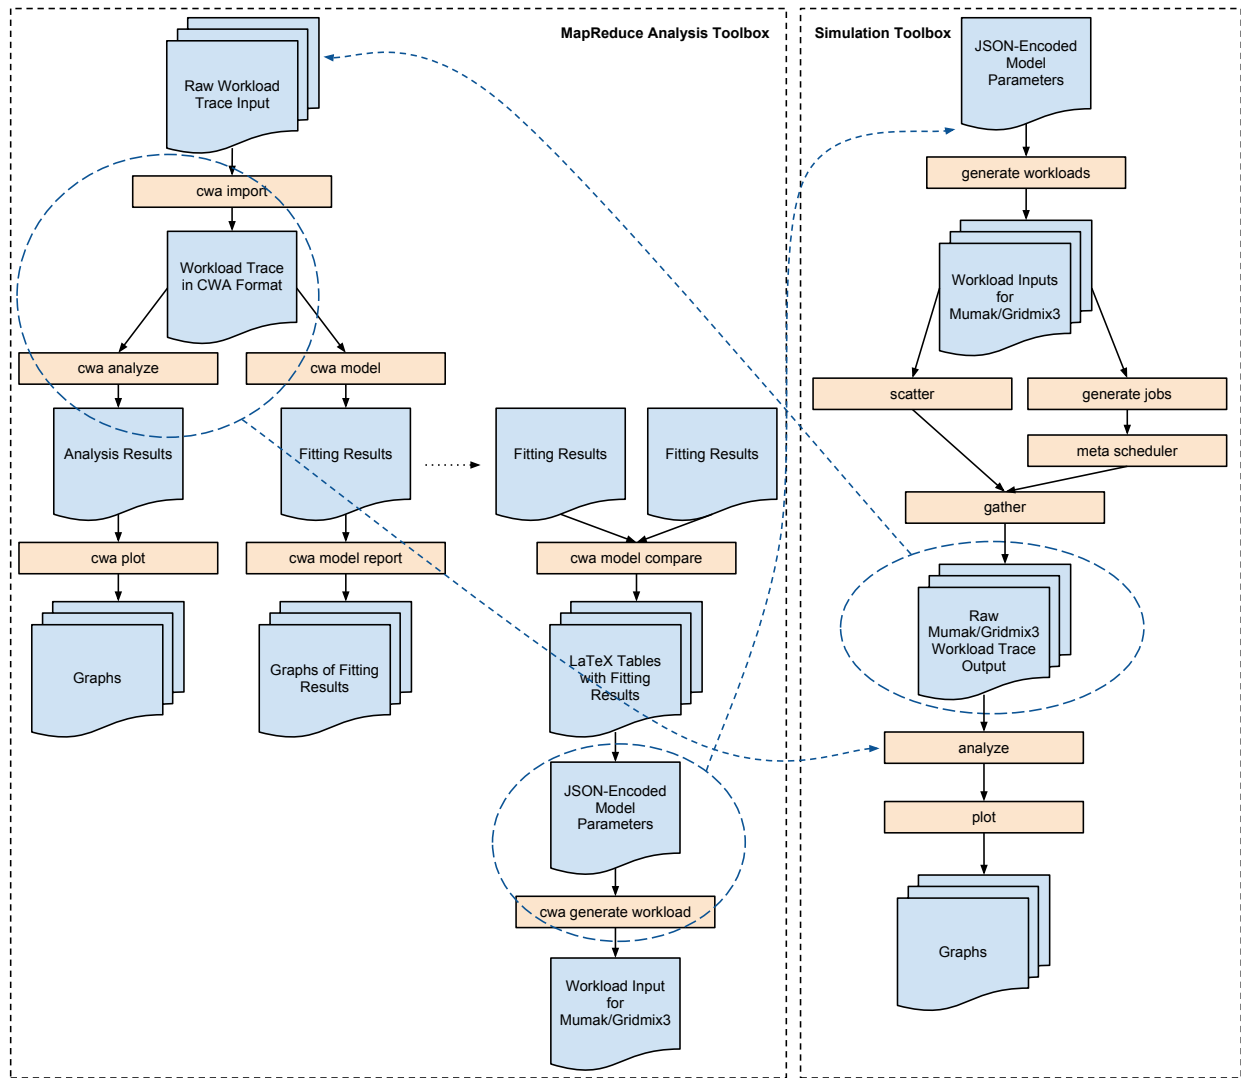 MapReduce Analysis Toolbox
Raw Workload
Trace Input
cwa import
Workload Trace
in CWA Format
cwa analyze
cwa model
Analysis Results
Fitting Results
Fitting Results
Fitting Results
cwa plot
cwa model report
cwa model compare
Graphs
Graphs of Fitting
Results
LaTeX Tables
with Fitting
Results
JSON-Encoded
Model
Parameters
cwa generate workload
Workload Input
for
Mumak/Gridmix3
Simulation Toolbox
JSON-Encoded
Model
Parameters
generate workloads
Workload Inputs
for
Mumak/Gridmix3
scatter
generate jobs
meta scheduler
gather
Raw
Mumak/Gridmix3
Workload Trace
Output
analyze
plot
Graphs